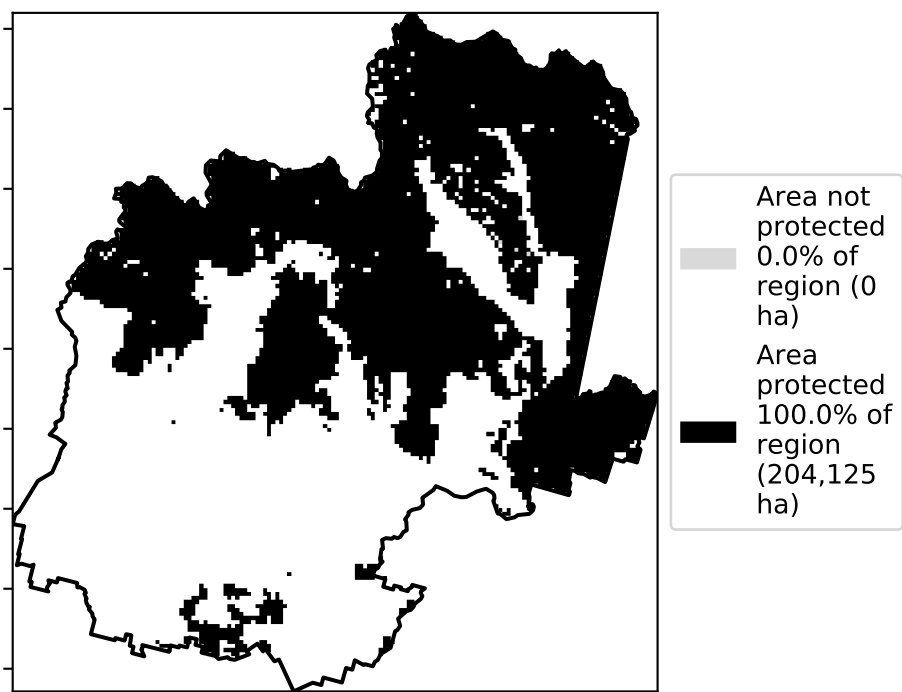 Area not
protected
0.0% of
region (0
ha)
Area
protected
100.0% of
region
(204,125
ha)